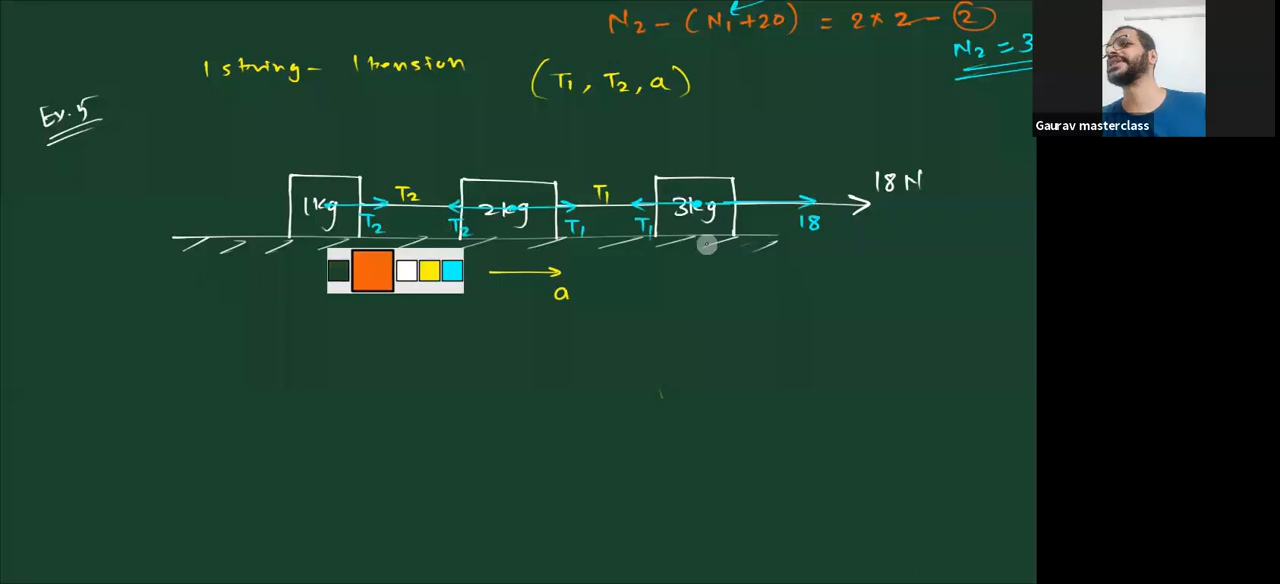 N₂ - (N₁+20) = 2×2 - ②
N₂ = 3
1 string - 1 tension
(T₁, T₂, a)
Ex. 5
Gaurav masterclass
18 N
1kg T₂ 2kg T₁ 3kg
T₂ T₂ T₁ T₁ 18
a